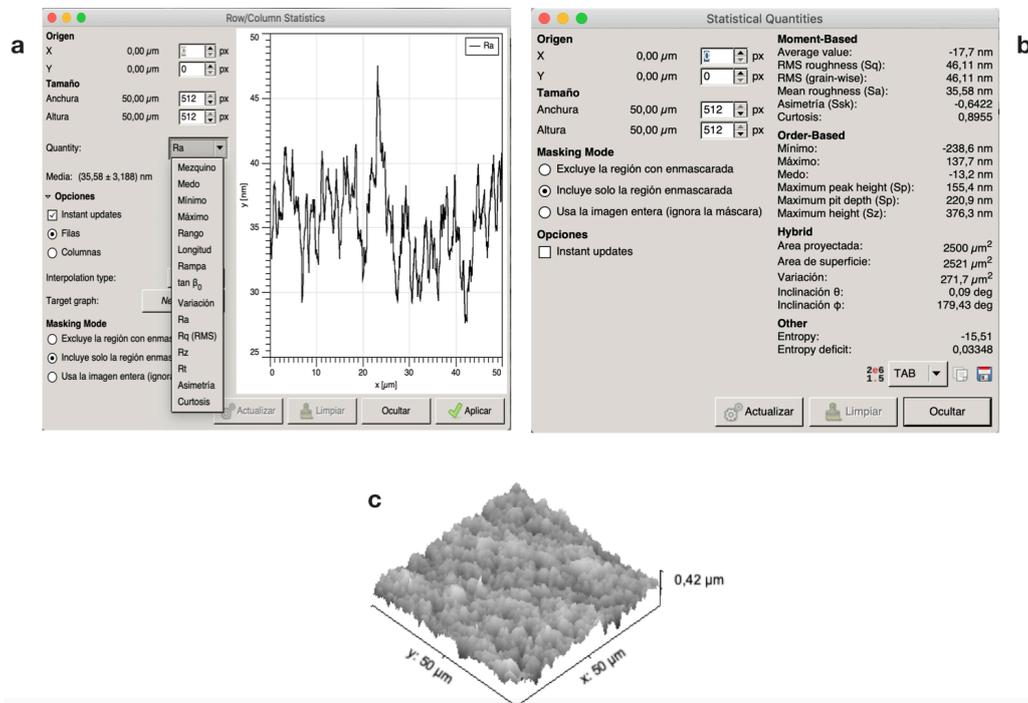 a
Row/Column Statistics
Origen
X 0,00 µm px
Y 0,00 µm 0 px
Tamaño
Anchura 50,00 µm 512 px
Altura 50,00 µm 512 px
Quantity: Ra
Mezquino
Medo
Mínimo
Máximo
Rango
Longitud
Rampa
tan β0
Variación
Ra
Rq (RMS)
Rz
Rt
Asimetría
Curtosis
Media: (35,58 ± 3,188) nm
Opciones
Instant updates
Filas
Columnas
Interpolation type:
Target graph: Ne
Masking Mode
Excluye la región con enmas
Incluye solo la región enmas
Usa la imagen entera (ignor
Ra
y [nm]
50
45
40
35
30
25
0 10 20 30 40 50
x [µm]
Actualizar Limpiar Ocultar Aplicar
b
Statistical Quantities
Origen
X 0,00 µm 0 px
Y 0,00 µm 0 px
Tamaño
Anchura 50,00 µm 512 px
Altura 50,00 µm 512 px
Masking Mode
Excluye la región con enmascarada
Incluye solo la región enmascarada
Usa la imagen entera (ignora la máscara)
Opciones
Instant updates
Moment-Based
Average value: -17,7 nm
RMS roughness (Sq): 46,11 nm
RMS (grain-wise): 46,11 nm
Mean roughness (Sa): 35,58 nm
Asimetría (Ssk): -0,6422
Curtosis: 0,8955
Order-Based
Mínimo: -238,6 nm
Máximo: 137,7 nm
Medo: -13,2 nm
Maximum peak height (Sp): 155,4 nm
Maximum pit depth (Sv): 220,9 nm
Maximum height (Sz): 376,3 nm
Hybrid
Area proyectada: 2500 µm2
Area de superficie: 2521 µm2
Variación: 271,7 µm2
Inclinación θ: 0,09 deg
Inclinación φ: 179,43 deg
Other
Entropy: -15,51
Entropy deficit: 0,03348
2e6
1.5 TAB
Actualizar Limpiar Ocultar
c
0,42 µm
y: 50 µm
x: 50 µm